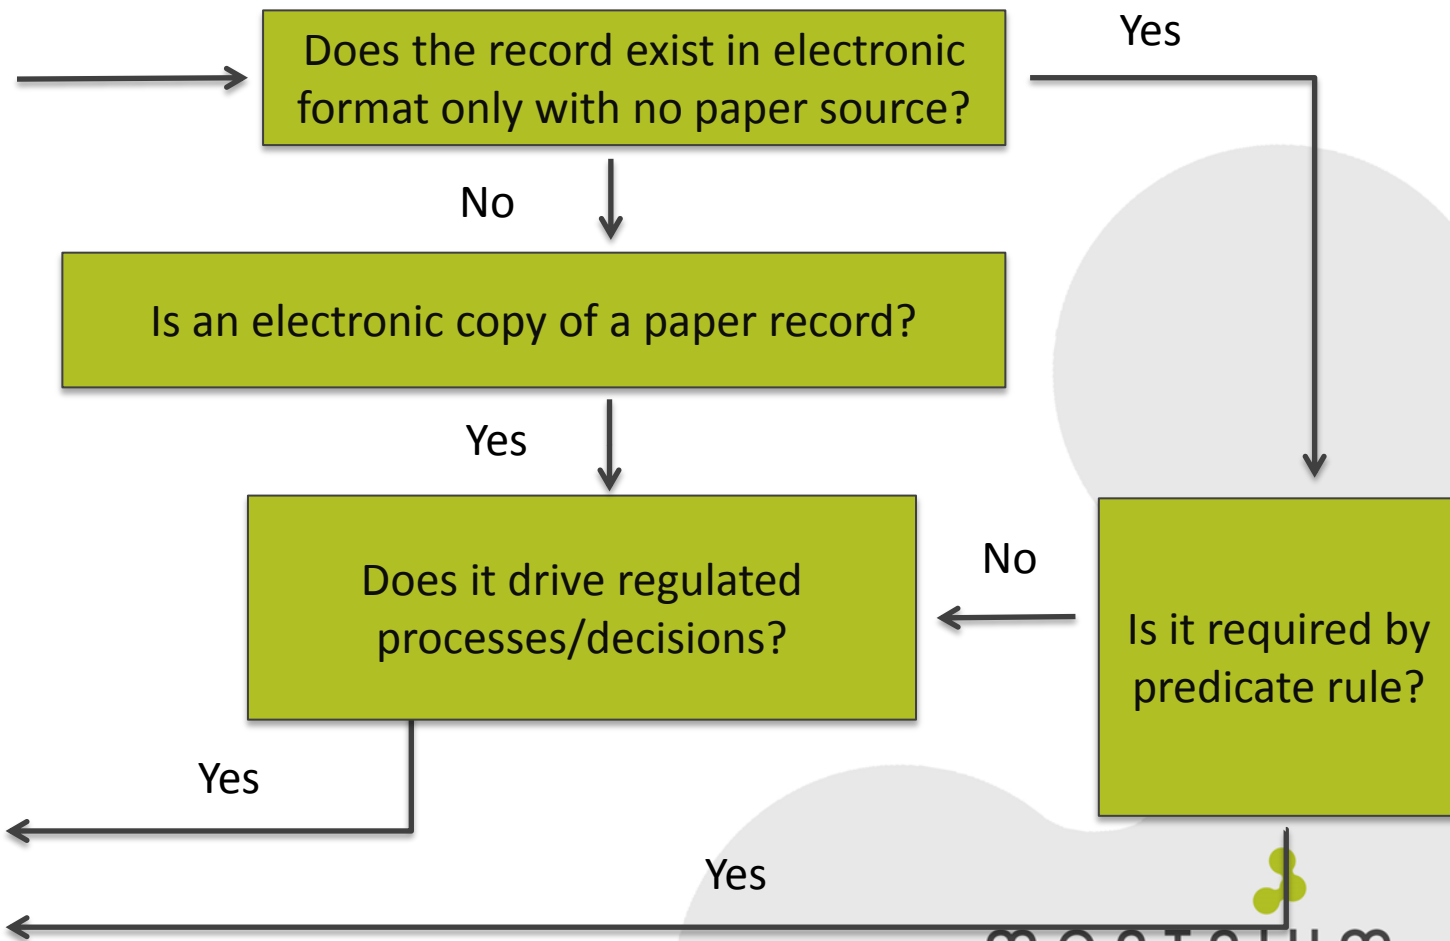 Does the record exist in electronic
format only with no paper source?
Yes
No
Is an electronic copy of a paper record?
Yes
Does it drive regulated
processes/decisions?
No
Is it required by
predicate rule?
Yes
Yes